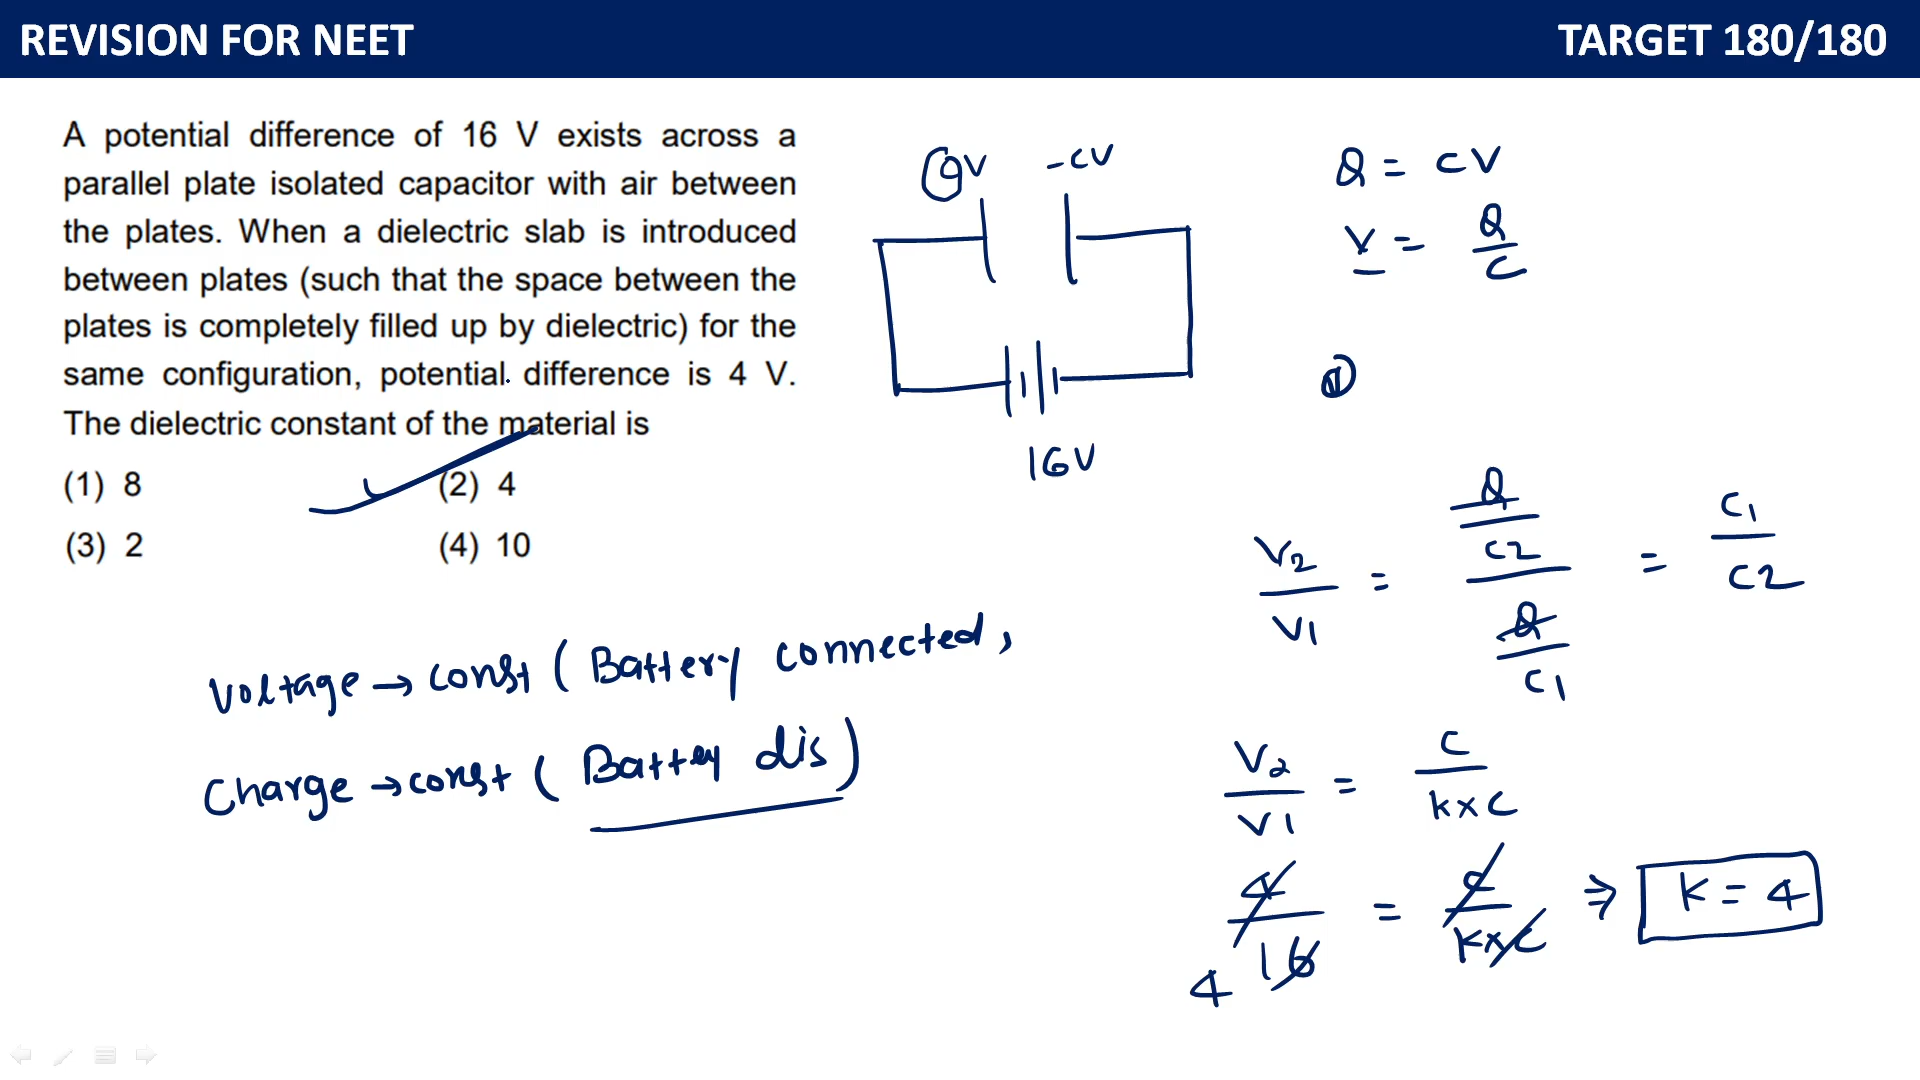 REVISION FOR NEET
TARGET 180/180
A potential difference of 16 V exists across a
parallel plate isolated capacitor with air between
the plates. When a dielectric slab is introduced
between plates (such that the space between the
plates is completely filled up by dielectric) for the
same configuration, potential difference is 4 V.
The dielectric constant of the material is
(1) 8
(2) 4
(3) 2
(4) 10
-CV
16V
Q = CV
V = Q/C
V2/V1 = Q/C2 / Q/C1 = C1/C2
Voltage → const ( Battery connected,
Charge → const ( Battey dis)
V2/V1 = C/K×C
4/16 = C/K×C ⇒ K = 4
4